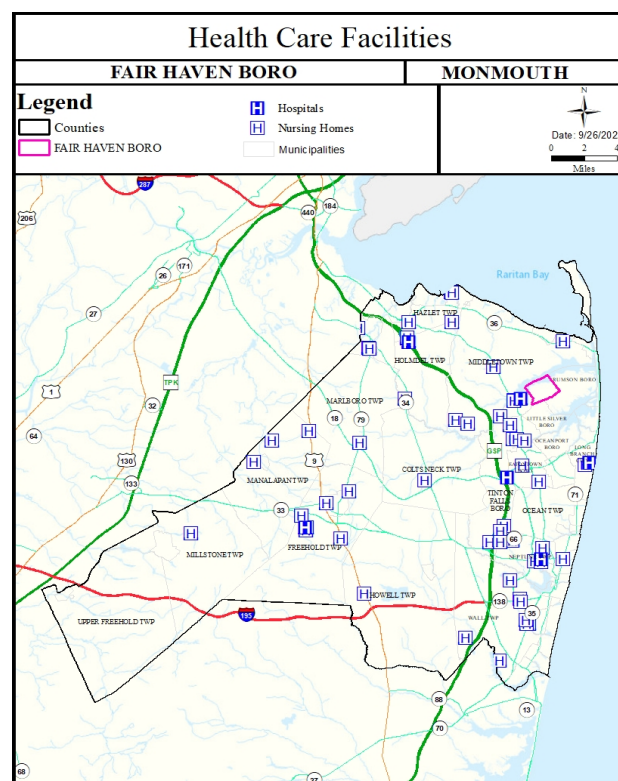 Health Care Facilities
FAIR HAVEN BORO
MONMOUTH
Legend
Counties
FAIR HAVEN BORO
H Hospitals
H Nursing Homes
Municipalities
N
Date: 9/26/202
0 2 4
Miles
287
206
440
184
171
26
27
Raritan Bay
HAZLET TWP
36
HOLMDEL TWP
MIDDLETOWN TWP
RUMSON BORO
1
TPK
32
MARLBORO TWP
34
18
79
LITTLE SILVER
BORO
OCEANPORT
BORO
LONG
64
130
9
GSP
133
MANALAPAN TWP
COLTS NECK TWP
TINTON
FALLS
BORO
71
33
OCEAN TWP
MILLSTONE TWP
FREEHOLD TWP
66
HOWELL TWP
138
35
195
UPPER FREEHOLD TWP
WALL TWP
88
13
70
68
37